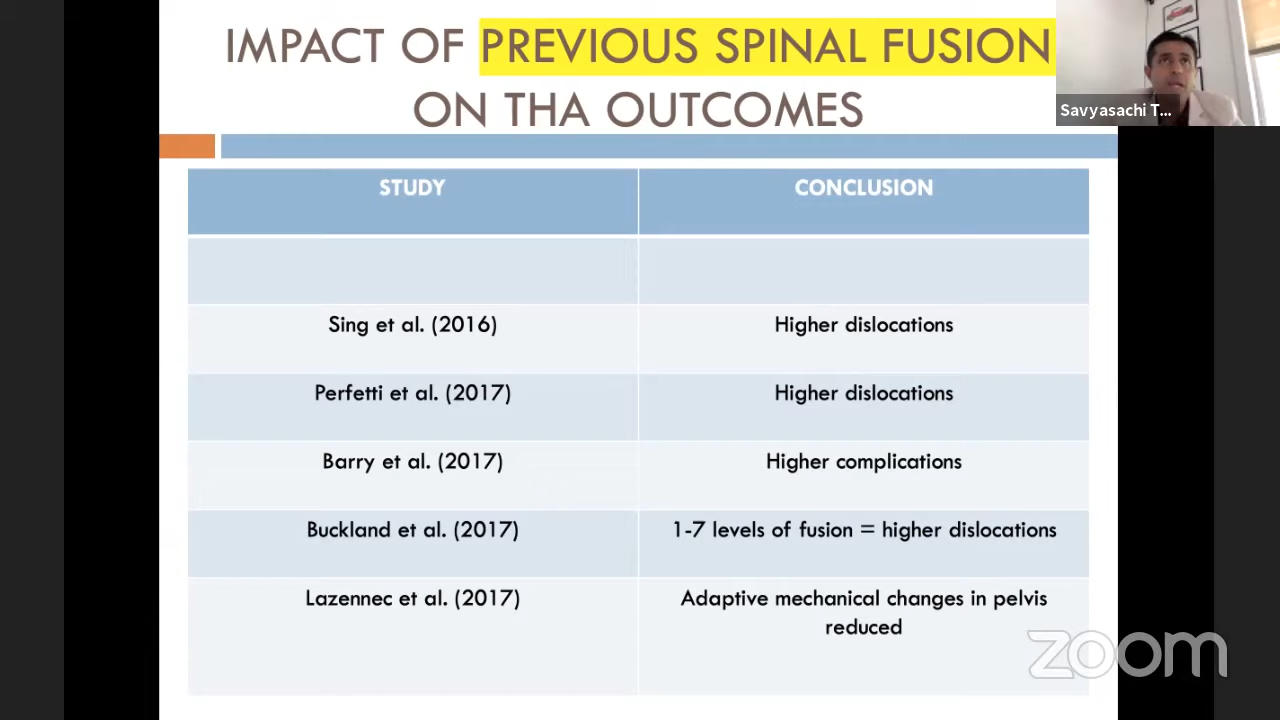 IMPACT OF PREVIOUS SPINAL FUSION
ON THA OUTCOMES
Savyasachi T...
STUDY CONCLUSION
Sing et al. (2016) Higher dislocations
Perfetti et al. (2017) Higher dislocations
Barry et al. (2017) Higher complications
Buckland et al. (2017) 1-7 levels of fusion = higher dislocations
Lazennec et al. (2017) Adaptive mechanical changes in pelvis
reduced
zoom